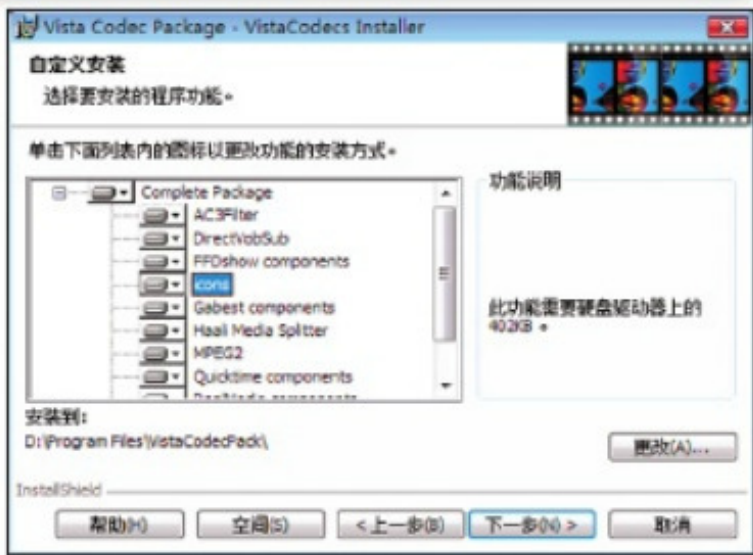 Vista Codec Package - VistaCodecs Installer
自定义安装
选择要安装的程序功能。
单击下面列表内的图标以更改功能的安装方式。
Complete Package
AC3Filter
DirectVobSub
FFDshow components
icons
Gabest components
Haali Media Splitter
MPEG2
Quicktime components
功能说明
此功能需要硬盘驱动器上的
402KB。
安装到:
D:\Program Files\VistaCodecPack\
更改(A)...
InstallShield
帮助(H)
空间(S)
<上一步(B)
下一步(N) >
取消